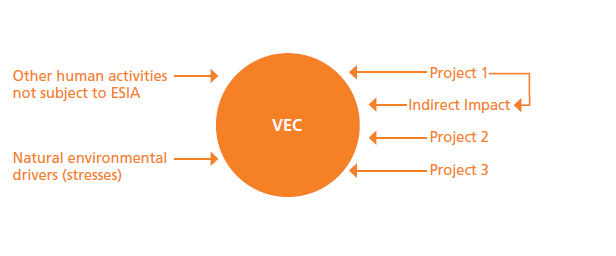 Other human activities
not subject to ESIA
Natural environmental
drivers (stresses)
VEC
Project 1
Indirect Impact
Project 2
Project 3